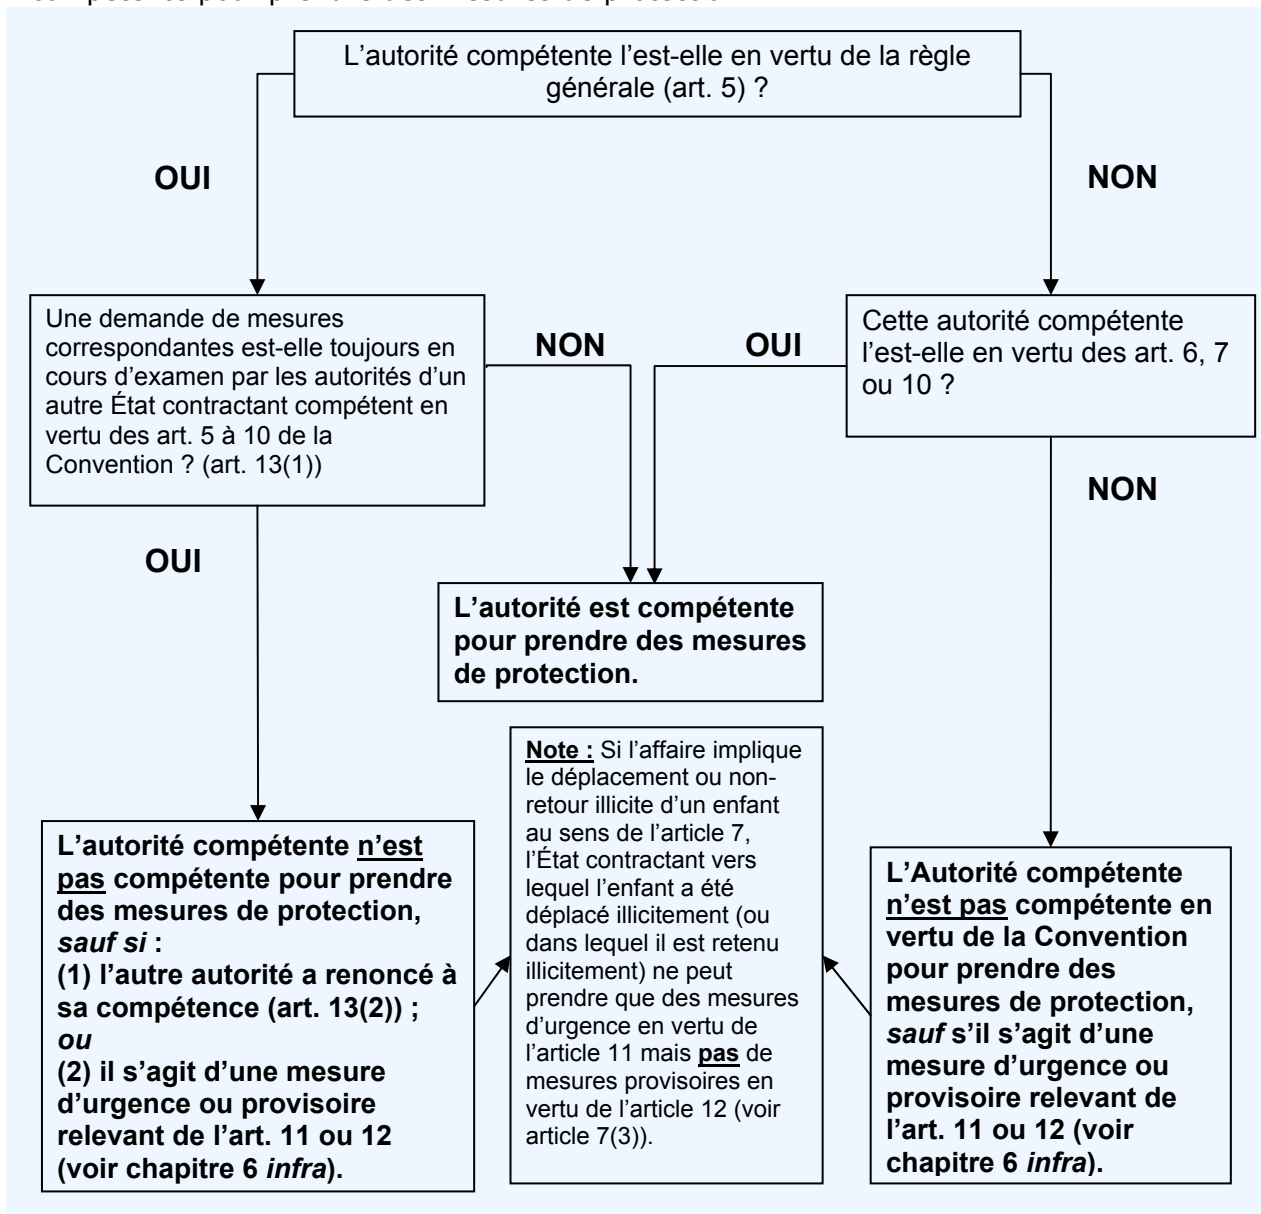 L’autorité compétente l’est-elle en vertu de la règle
générale (art. 5) ?
OUI
NON
Une demande de mesures
correspondantes est-elle toujours en
cours d’examen par les autorités d’un
autre État contractant compétent en
vertu des art. 5 à 10 de la
Convention ? (art. 13(1))
NON
OUI
Cette autorité compétente
l’est-elle en vertu des art. 6, 7
ou 10 ?
OUI
NON
L’autorité est compétente
pour prendre des mesures
de protection.
L’autorité compétente n’est
pas compétente pour prendre
des mesures de protection,
sauf si :
(1) l’autre autorité a renoncé à
sa compétence (art. 13(2)) ;
ou
(2) il s’agit d’une mesure
d’urgence ou provisoire
relevant de l’art. 11 ou 12
(voir chapitre 6 infra).
Note : Si l’affaire implique
le déplacement ou non-
retour illicite d’un enfant
au sens de l’article 7,
l’État contractant vers
lequel l’enfant a été
déplacé illicitement (ou
dans lequel il est retenu
illicitement) ne peut
prendre que des mesures
d’urgence en vertu de
l’article 11 mais pas de
mesures provisoires en
vertu de l’article 12 (voir
article 7(3)).
L’Autorité compétente
n’est pas compétente en
vertu de la Convention
pour prendre des
mesures de protection,
sauf s’il s’agit d’une
mesure d’urgence ou
provisoire relevant de
l’art. 11 ou 12 (voir
chapitre 6 infra).